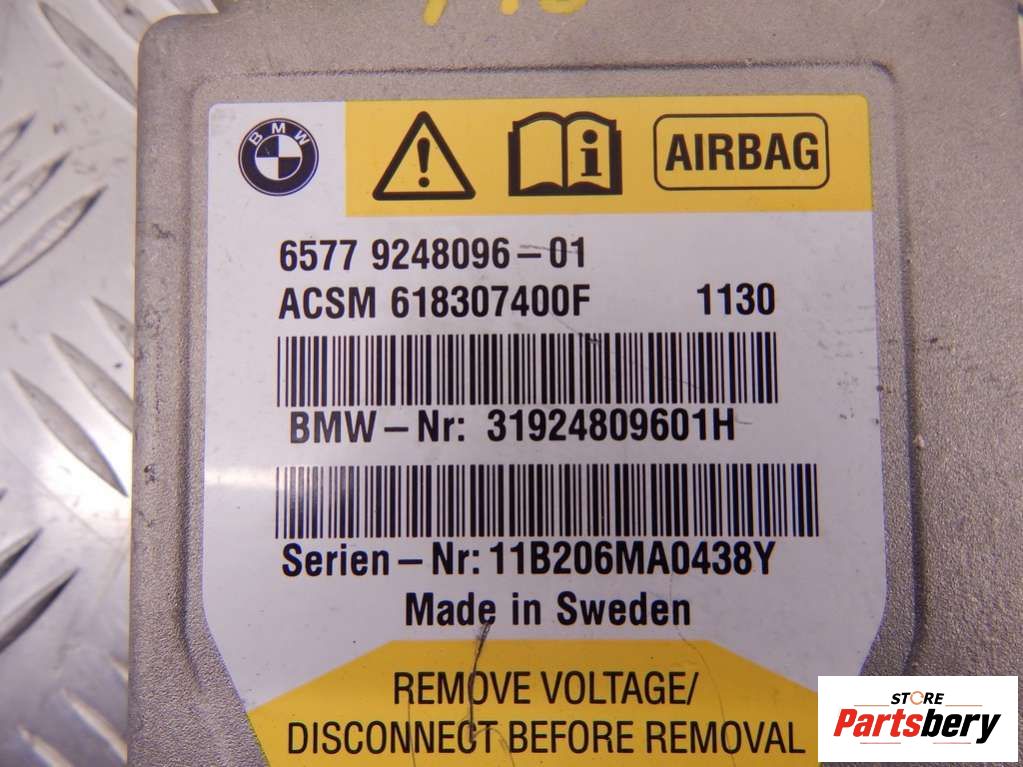 BMW
AIRBAG
6577 9248096-01
ACSM 618307400F 1130
BMW-Nr: 31924809601H
Serien-Nr: 11B206MA0438Y
Made in Sweden
REMOVE VOLTAGE/
DISCONNECT BEFORE REMOVAL
STORE
Partsbery